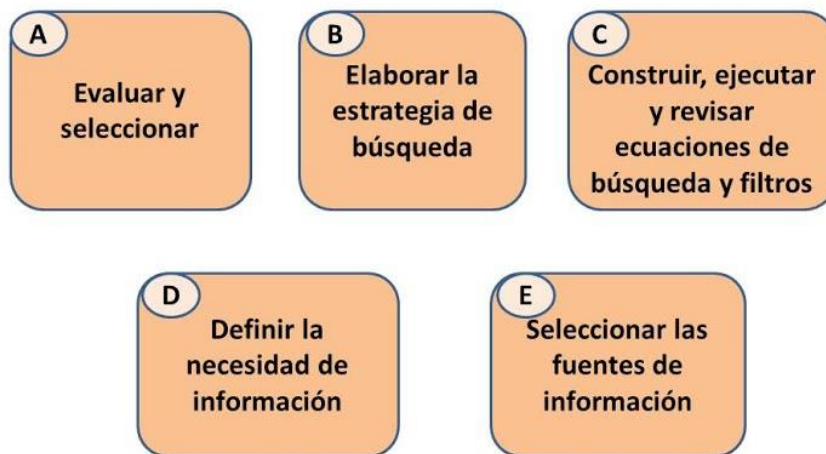 A
Evaluar y
seleccionar
B
Elaborar la
estrategia de
búsqueda
C
Construir, ejecutar
y revisar
ecuaciones de
búsqueda y filtros
D
Definir la
necesidad de
información
E
Seleccionar las
fuentes de
información